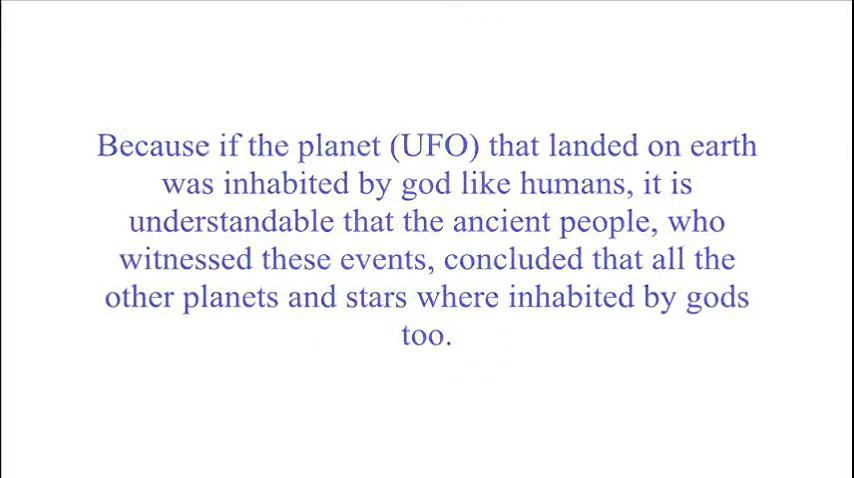 Because if the planet (UFO) that landed on earth
was inhabited by god like humans, it is
understandable that the ancient people, who
witnessed these events, concluded that all the
other planets and stars where inhabited by gods
too.